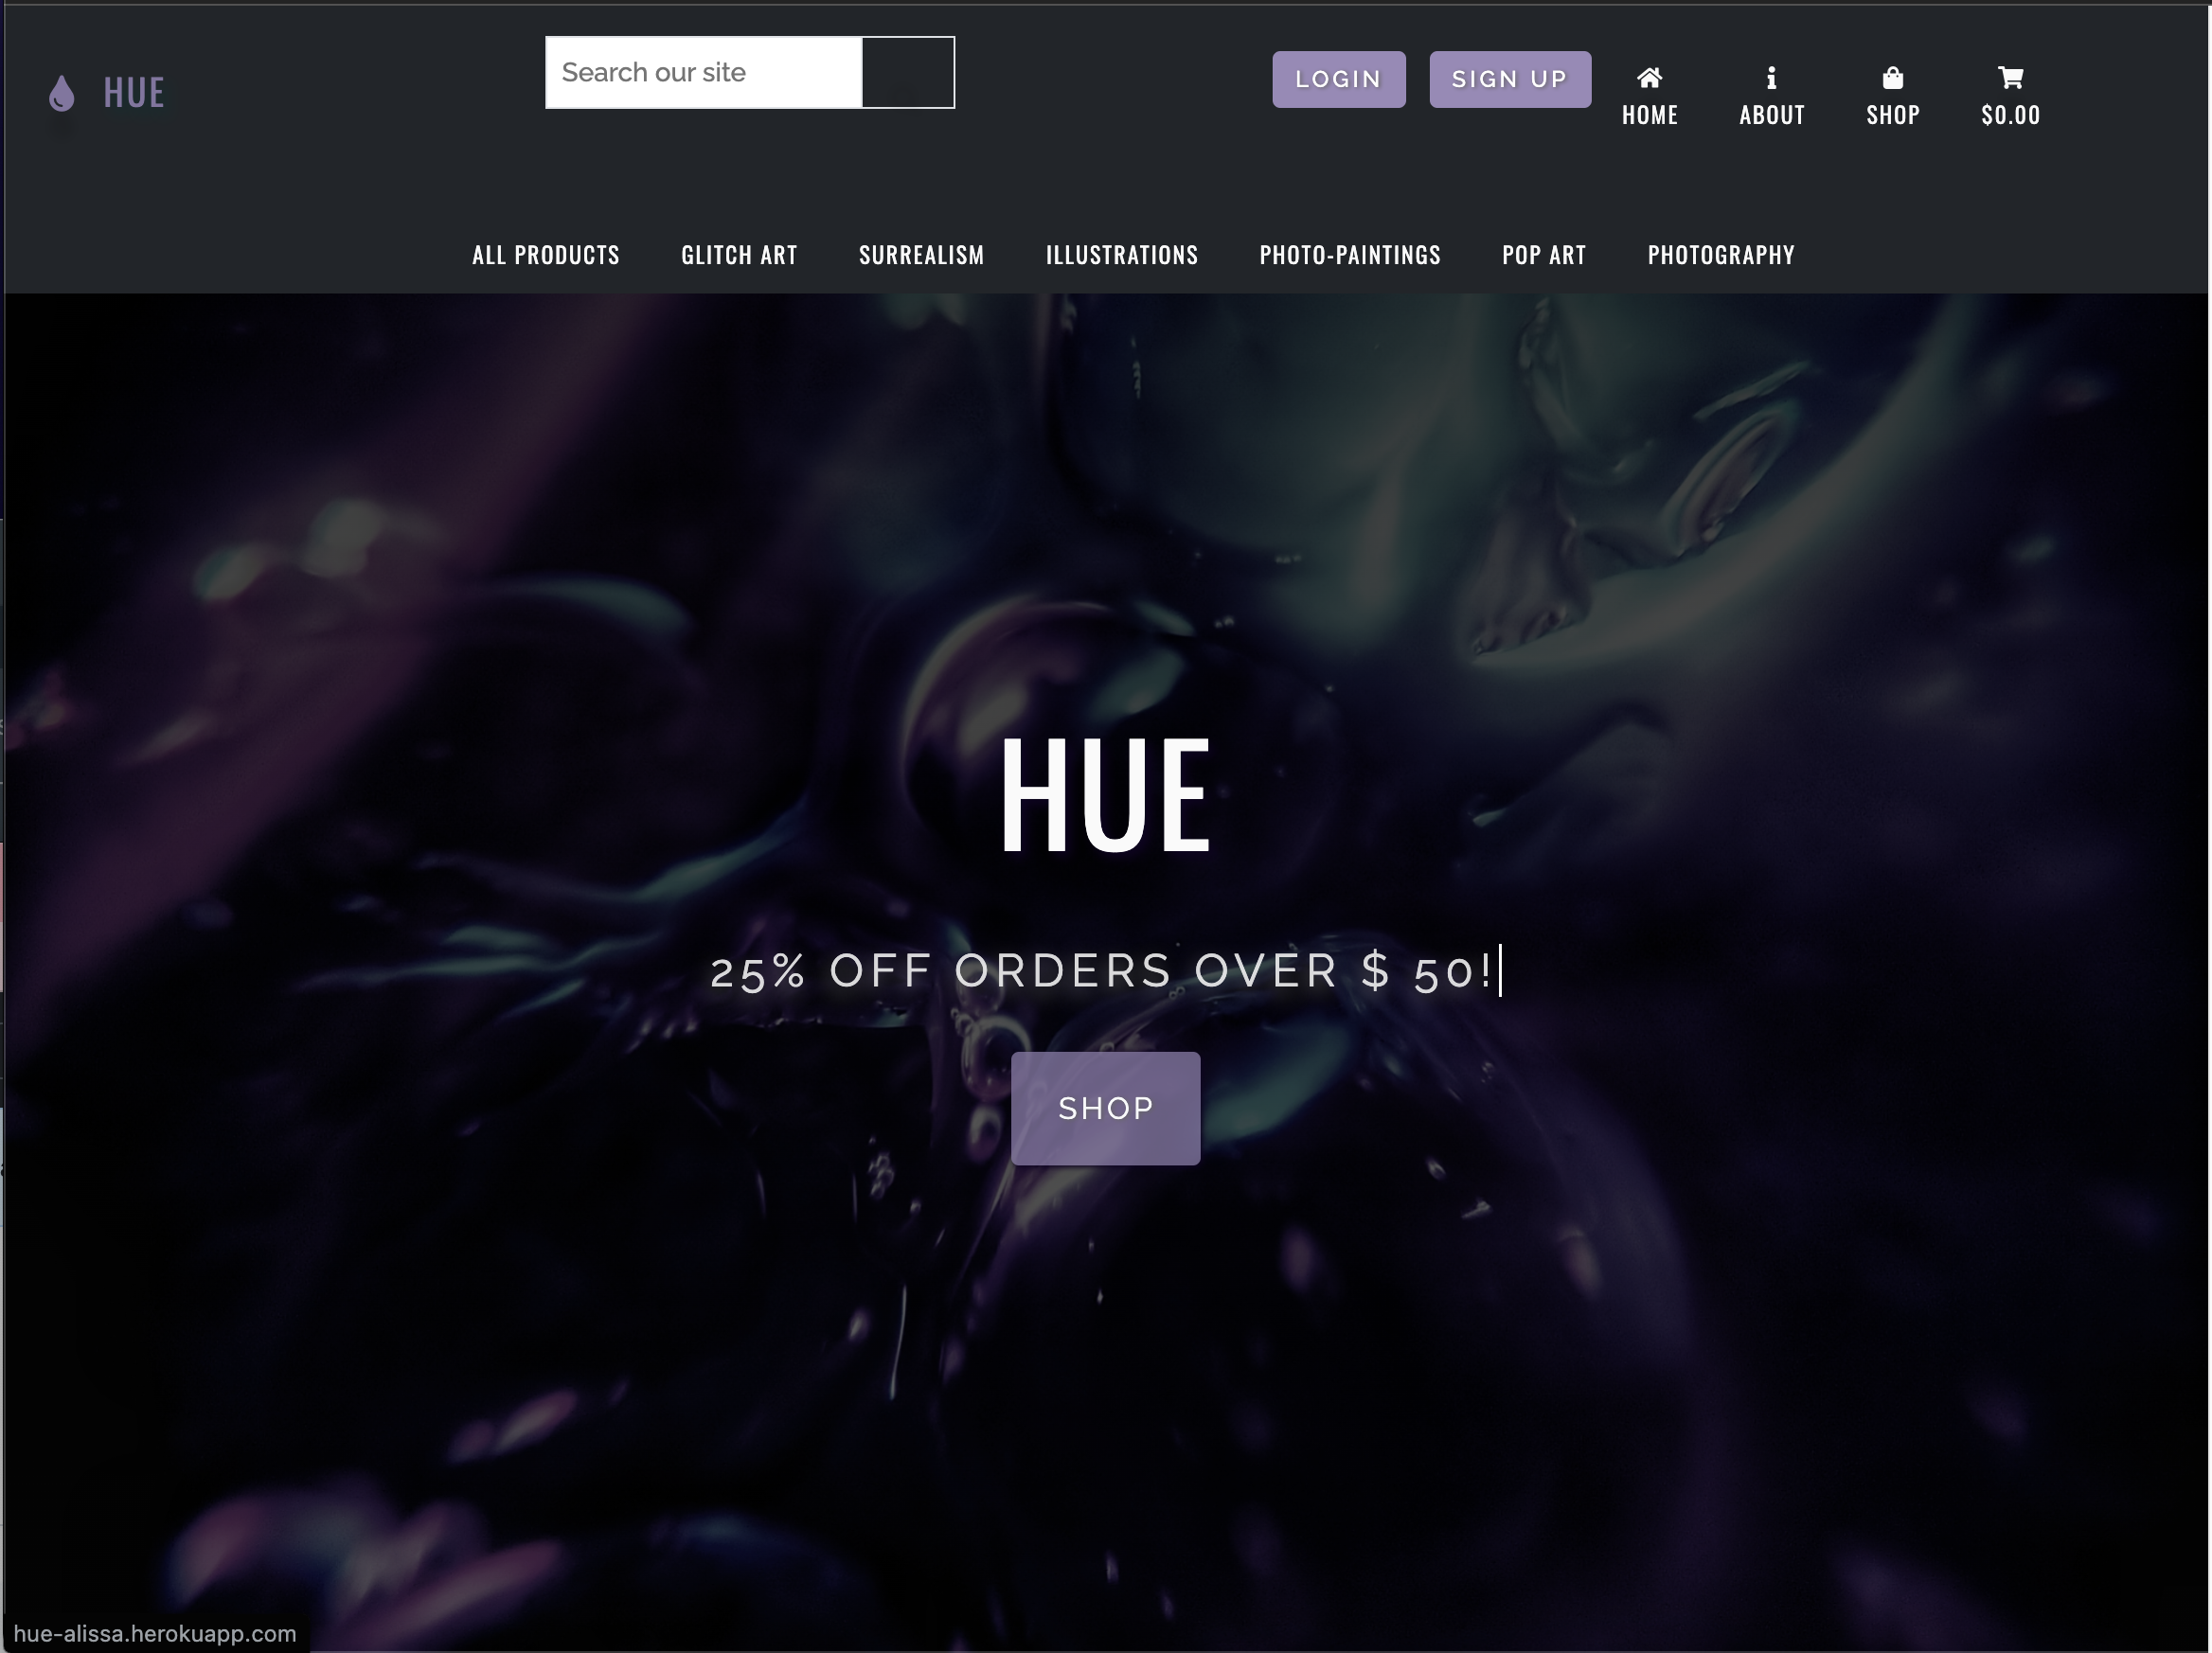 HUE
Search our site
LOGIN
SIGN UP
HOME
ABOUT
SHOP
$0.00
ALL PRODUCTS
GLITCH ART
SURREALISM
ILLUSTRATIONS
PHOTO-PAINTINGS
POP ART
PHOTOGRAPHY
HUE
25% OFF ORDERS OVER $ 50!
SHOP
hue-alissa.herokuapp.com